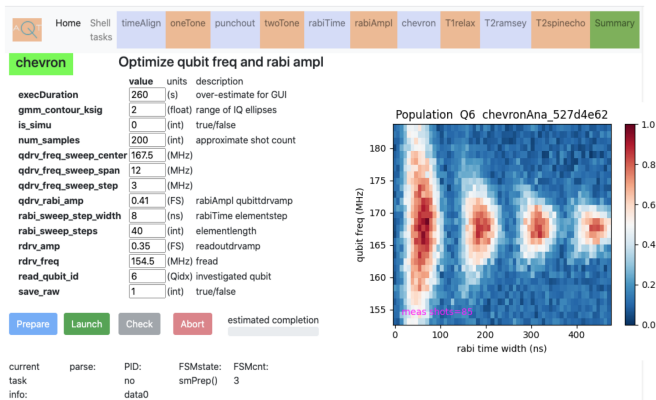 Home Shell tasks timeAlign oneTone punchout twoTone rabiTime rabiAmpl chevron T1relax T2ramsey T2spinecho Summary
chevron Optimize qubit freq and rabi ampl
value units description
execDuration 260 (s) over-estimate for GUI
gmm_contour_ksig 2 (float) range of IQ ellipses
is_simu 0 (int) true/false
num_samples 200 (int) approximate shot count
qdrv_freq_sweep_center 167.5 (MHz)
qdrv_freq_sweep_span 12 (MHz)
qdrv_freq_sweep_step 3 (MHz)
qdrv_rabi_amp 0.41 (FS) rabiAmpl qubittdrvamp
rabi_sweep_step_width 8 (ns) rabiTime elementstep
rabi_sweep_steps 40 (int) elementlength
rdrv_amp 0.35 (FS) readoutdrvamp
rdrv_freq 154.5 (MHz) fread
read_qubit_id 6 (Qidx) investigated qubit
save_raw 1 (int) true/false
Prepare Launch Check Abort estimated completion
current task info: parse: PID: no data0 FSMstate: smPrep() FSMcnt: 3
Population Q6 chevronAna_527d4e62
qubit freq (MHz)
180
175
170
165
160
155
0 100 200 300 400
rabi time width (ns)
1.0
0.8
0.6
0.4
0.2
0.0